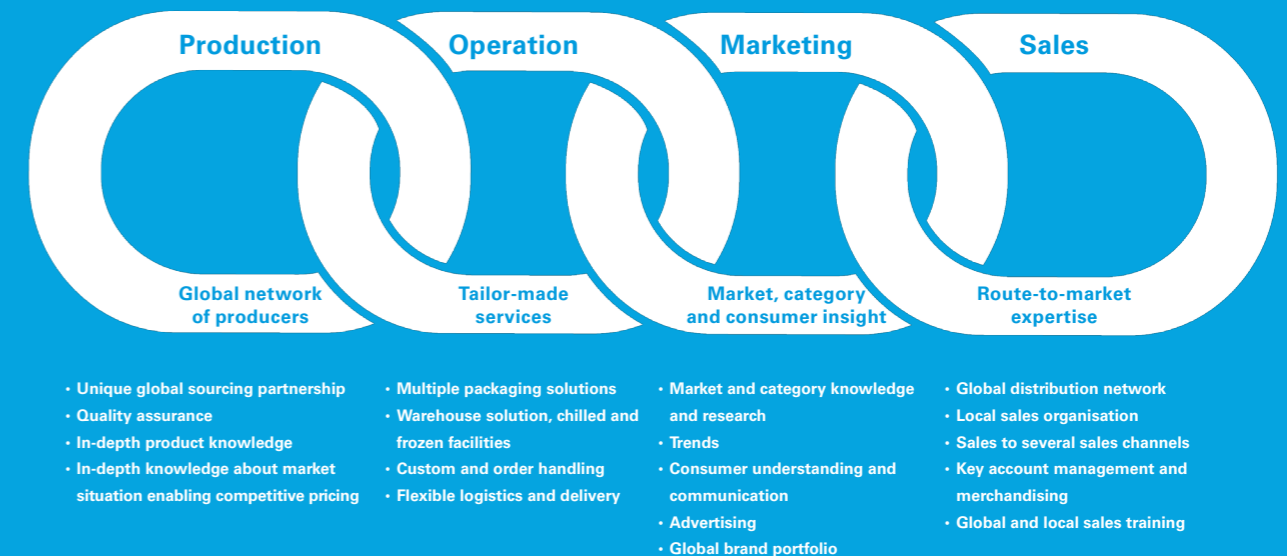 Production
Operation
Marketing
Sales
Global network
of producers
Tailor-made
services
Market, category
and consumer insight
Route-to-market
expertise
• Unique global sourcing partnership
• Quality assurance
• In-depth product knowledge
• In-depth knowledge about market
situation enabling competitive pricing
• Multiple packaging solutions
• Warehouse solution, chilled and
frozen facilities
• Custom and order handling
• Flexible logistics and delivery
• Market and category knowledge
and research
• Trends
• Consumer understanding and
communication
• Advertising
• Global brand portfolio
• Global distribution network
• Local sales organisation
• Sales to several sales channels
• Key account management and
merchandising
• Global and local sales training